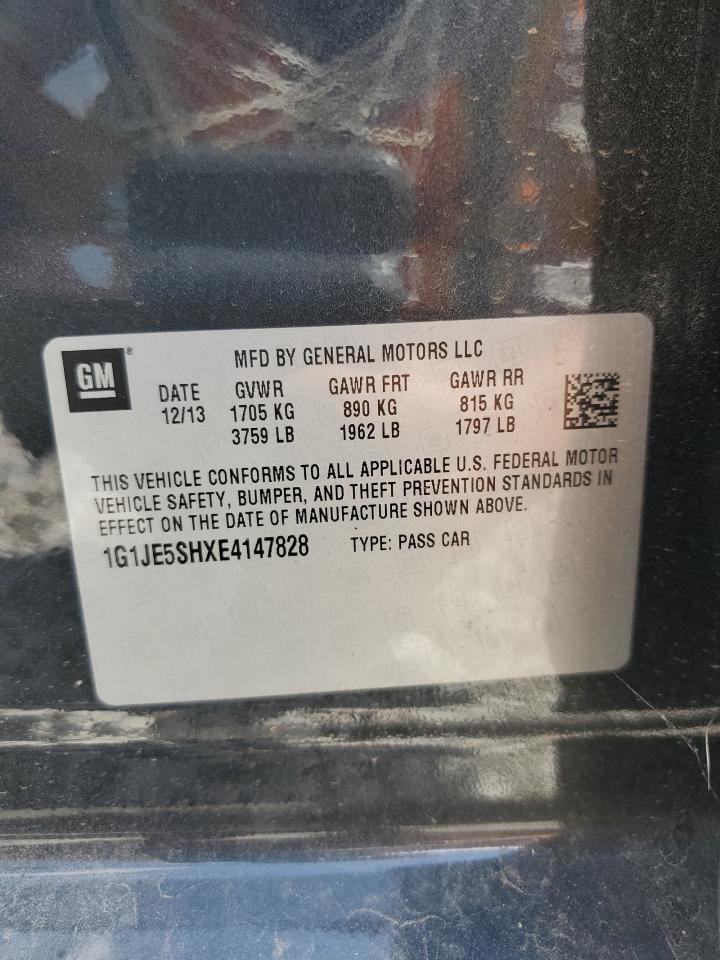 GM ®
MFD BY GENERAL MOTORS LLC
DATE GVWR GAWR FRT GAWR RR
12/13 1705 KG 890 KG 815 KG
3759 LB 1962 LB 1797 LB
THIS VEHICLE CONFORMS TO ALL APPLICABLE U.S. FEDERAL MOTOR
VEHICLE SAFETY, BUMPER, AND THEFT PREVENTION STANDARDS IN
EFFECT ON THE DATE OF MANUFACTURE SHOWN ABOVE.
1G1JE5SHXE4147828 TYPE: PASS CAR